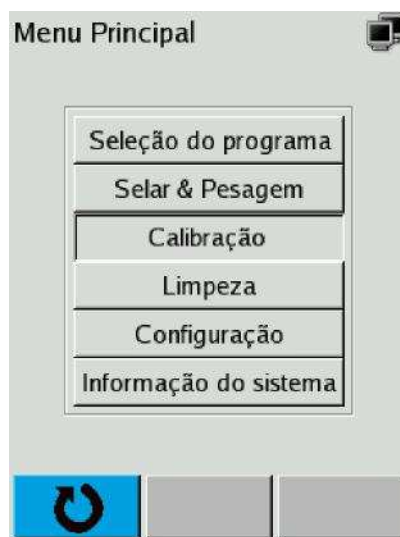 Menu Principal
Seleção do programa
Selar & Pesagem
Calibração
Limpeza
Configuração
Informação do sistema